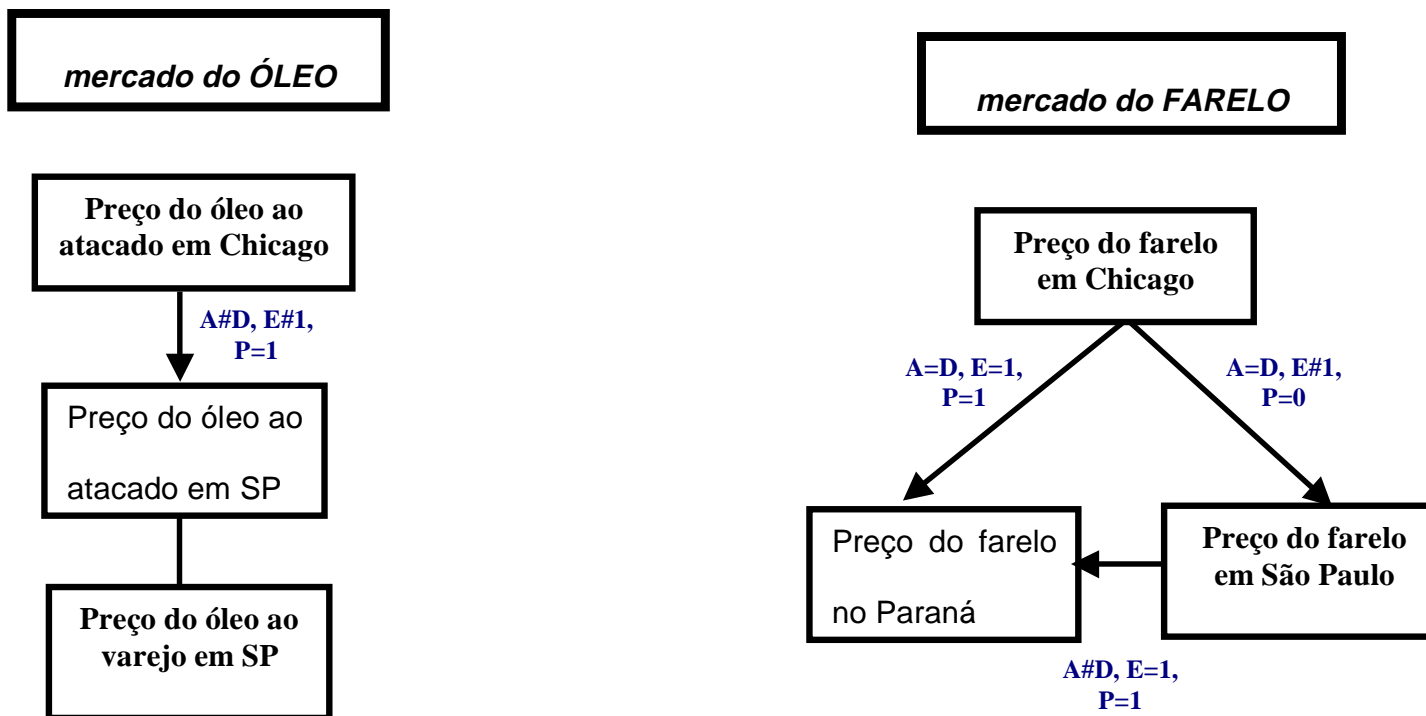 mercado do ÓLEO
Preço do óleo ao
atacado em Chicago
A#D, E#1,
P=1
Preço do óleo ao
atacado em SP
Preço do óleo ao
varejo em SP
mercado do FARELO
Preço do farelo
em Chicago
A=D, E=1,
P=1
A=D, E#1,
P=0
Preço do farelo
no Paraná
Preço do farelo
em São Paulo
A#D, E=1,
P=1